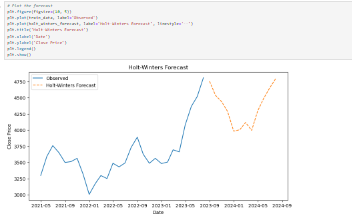 # Plot the forecast
plt.figure(figsize=(10, 5))
plt.plot(train_data, label='Observed')
plt.plot(holt_winters_forecast, label='Holt-Winters Forecast', linestyle='--')
plt.title('Holt-Winters Forecast')
plt.xlabel('Date')
plt.ylabel('Close Price')
plt.legend()
plt.show()
Holt-Winters Forecast
Observed
Holt-Winters Forecast
4750
4500
4250
4000
3750
3500
3250
3000
Close Price
2021-05 2021-09 2022-01 2022-05 2022-09 2023-01 2023-05 2023-09 2024-01 2024-05 2024-09
Date